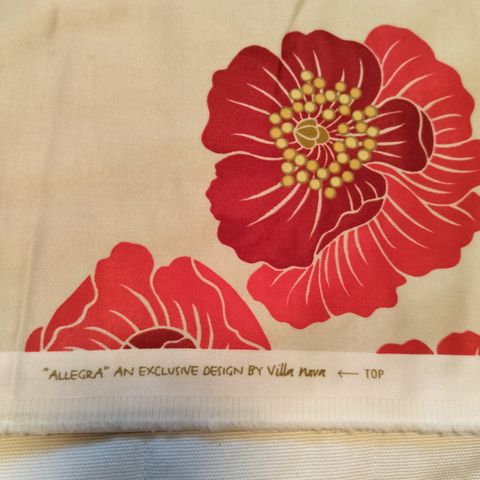 "ALLEGRA" AN EXCLUSIVE DESIGN BY Villa nova ← TOP